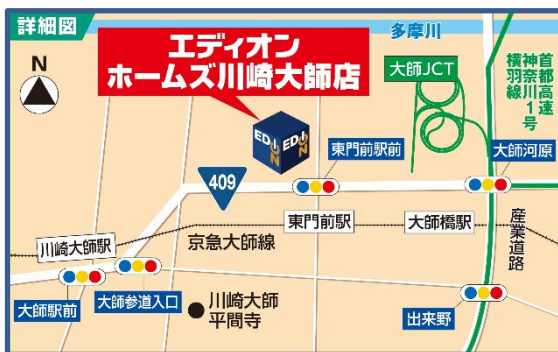 詳細図
多摩川
N
エディオン
ホームズ川崎大師店
大師JCT
首都高速
神奈川1号
横羽線
EDION
EDION
東門前駅前
大師河原
409
東門前駅
大師橋駅
産業道路
川崎大師駅
京急大師線
大師駅前
大師参道入口
川崎大師
平間寺
出来野